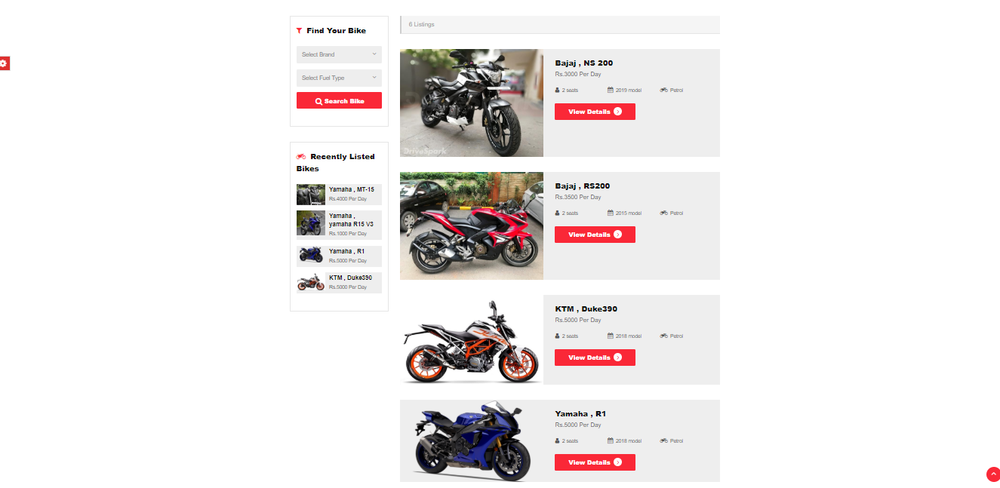 Find Your Bike
Select Brand
Select Fuel Type
Search Bike
Recently Listed
Bikes
Yamaha , MT-15
Rs.4000 Per Day
Yamaha ,
yamaha R15 V3
Rs.1000 Per Day
Yamaha , R1
Rs.5000 Per Day
KTM , Duke390
Rs.5000 Per Day
6 Listings
DriveSpark
Bajaj , NS 200
Rs.3000 Per Day
2 seats 2019 model Patrol
View Details
Bajaj , RS200
Rs.3500 Per Day
2 seats 2015 model Patrol
View Details
KTM , Duke390
Rs.5000 Per Day
2 seats 2018 model Patrol
View Details
Yamaha , R1
Rs.5000 Per Day
2 seats 2018 model Patrol
View Details